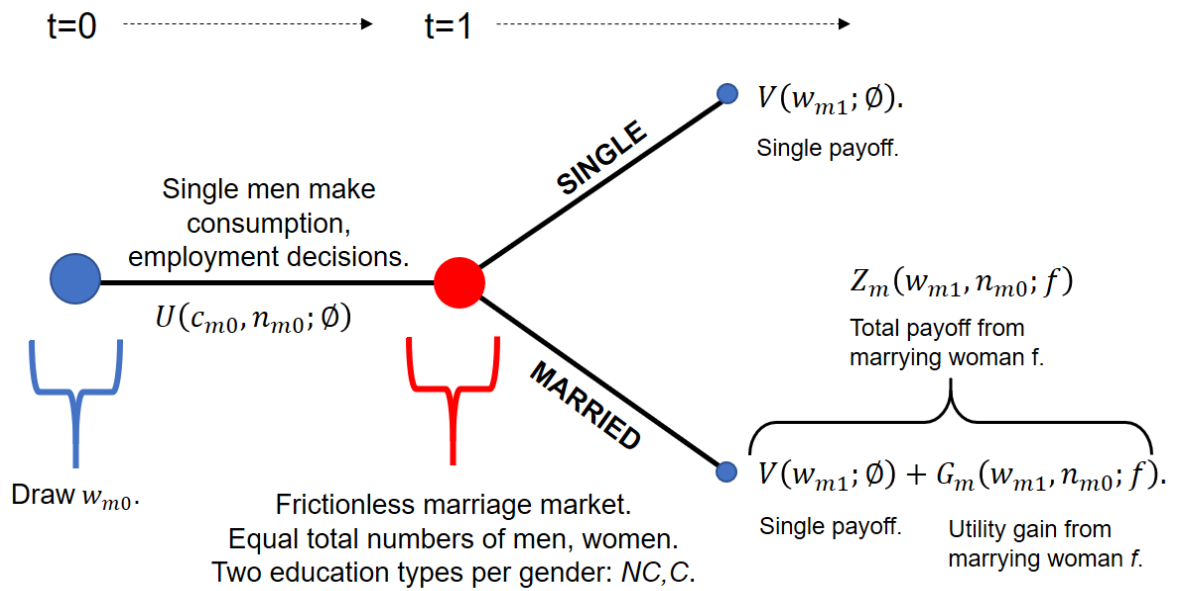 t=0
t=1
V(w_{m1}; Ø).
Single payoff.
SINGLE
Single men make
consumption,
employment decisions.
U(c_{m0}, n_{m0}; Ø)
Z_m(w_{m1}, n_{m0}; f)
Total payoff from
marrying woman f.
MARRIED
V(w_{m1}; Ø) + G_m(w_{m1}, n_{m0}; f).
Single payoff.
Utility gain from
marrying woman f.
Draw w_{m0}.
Frictionless marriage market.
Equal total numbers of men, women.
Two education types per gender: NC,C.